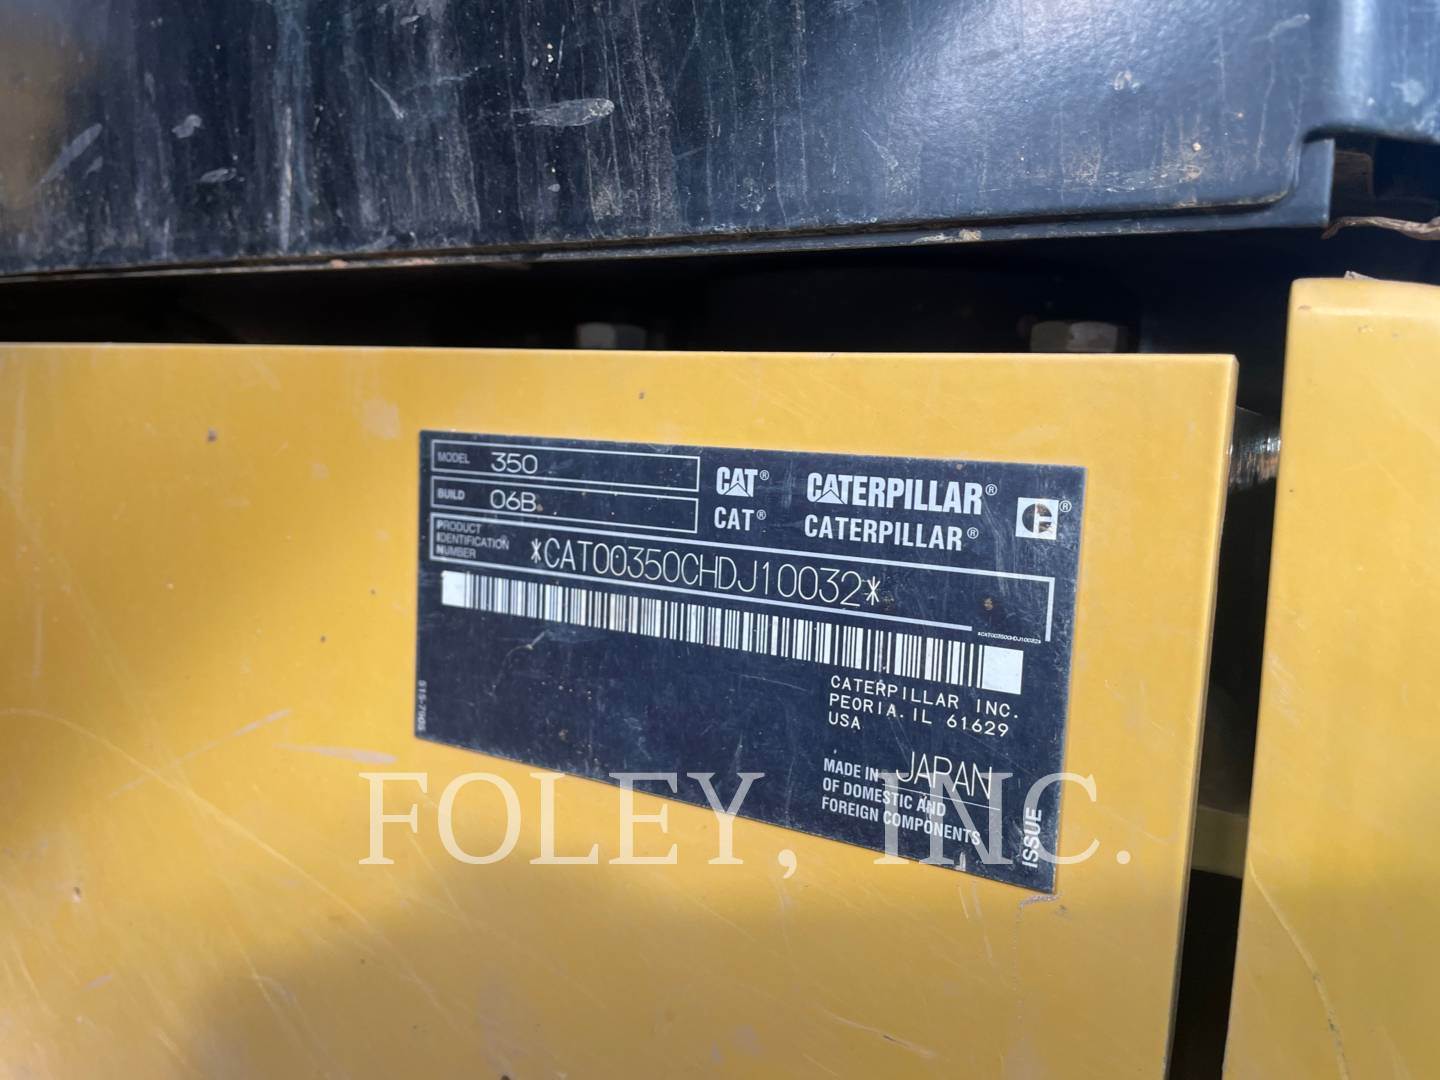 MODEL 350
BUILD 06B
CAT® CATERPILLAR®
CAT® CATERPILLAR®
PRODUCT
IDENTIFICATION
NUMBER
*CAT00350CHDJ10032*
*CAT00350CHDJ10032*
CATERPILLAR INC.
PEORIA, IL 61629
USA
MADE IN JAPAN
OF DOMESTIC AND
FOREIGN COMPONENTS
ISSUE
FOLEY, INC.